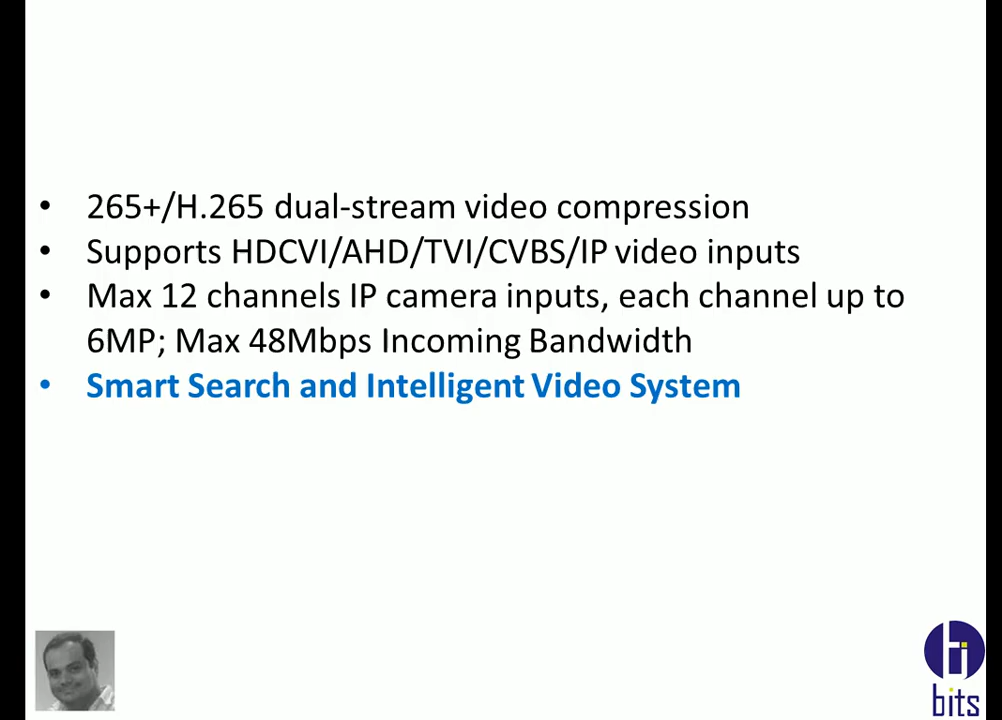 • 265+/H.265 dual-stream video compression
• Supports HDCVI/AHD/TVI/CVBS/IP video inputs
• Max 12 channels IP camera inputs, each channel up to
6MP; Max 48Mbps Incoming Bandwidth
• Smart Search and Intelligent Video System
hi
bits